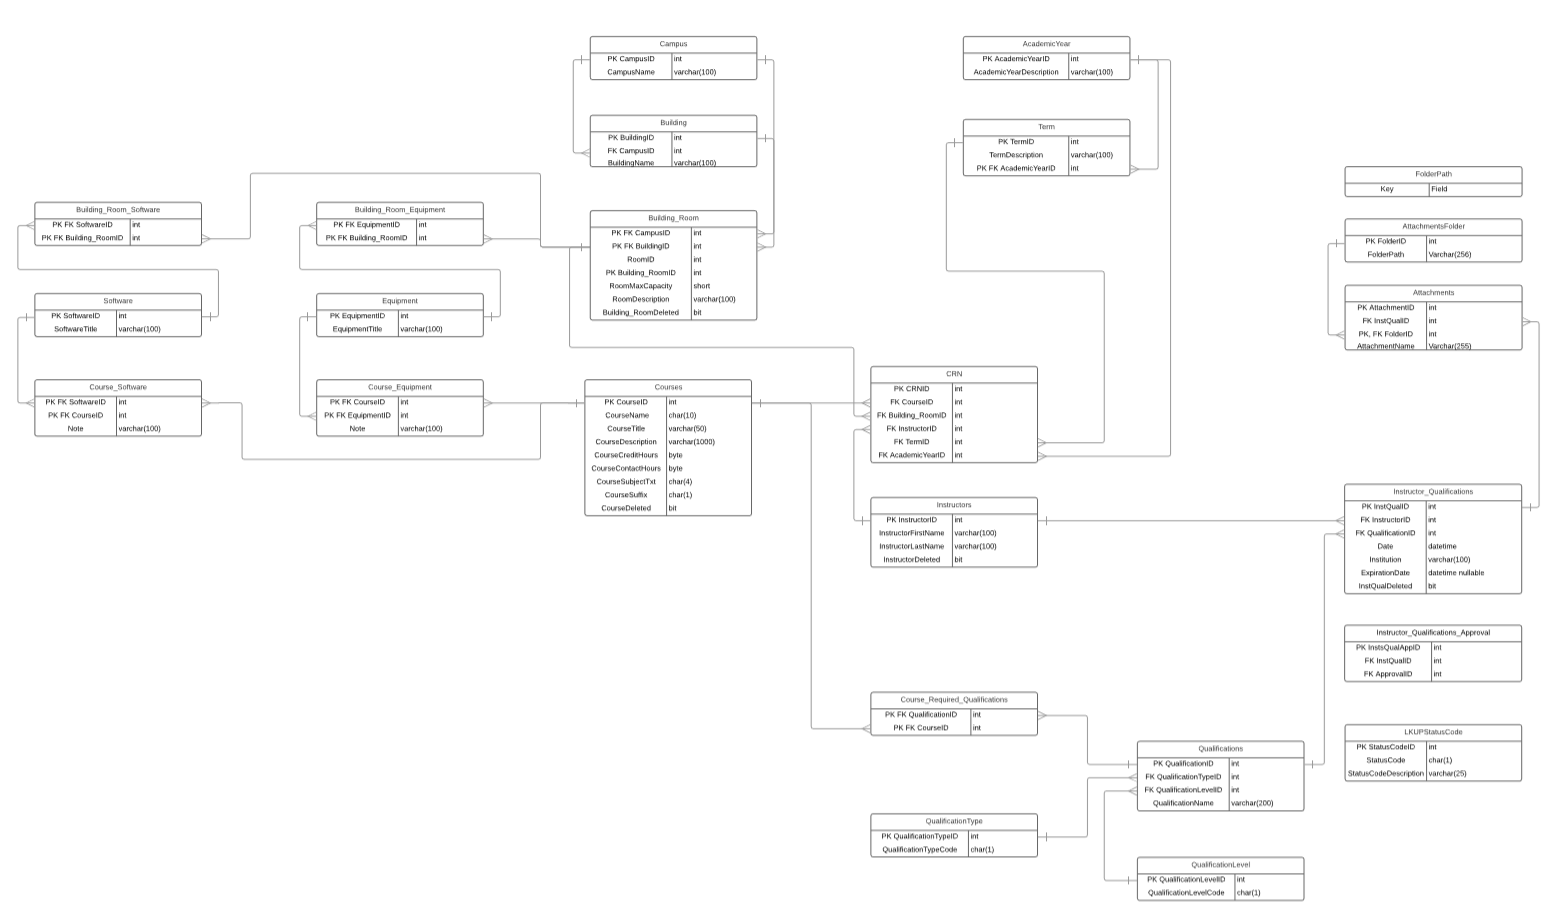 Campus
PK CampusID int
CampusName varchar(100)
AcademicYear
PK AcademicYearID int
AcademicYearDescription varchar(100)
Building
PK BuildingID int
FK CampusID int
BuildingName varchar(100)
Term
PK TermID int
TermDescription varchar(100)
PK FK AcademicYearID int
FolderPath
Key Field
Building_Room_Software
PK FK SoftwareID int
PK FK Building_RoomID int
Building_Room_Equipment
PK FK EquipmentID int
PK FK Building_RoomID int
Building_Room
PK FK CampusID int
PK FK BuildingID int
RoomID int
PK Building_RoomID int
RoomMaxCapacity short
RoomDescription varchar(100)
Building_RoomDeleted bit
AttachmentsFolder
PK FolderID int
FolderPath Varchar(256)
Software
PK SoftwareID int
SoftwareTitle varchar(100)
Equipment
PK EquipmentID int
EquipmentTitle varchar(100)
Attachments
PK AttachmentID int
FK InstQualID int
PK, FK FolderID int
AttachmentName Varchar(255)
Course_Software
PK FK SoftwareID int
PK FK CourseID int
Note varchar(100)
Course_Equipment
PK FK CourseID int
PK FK EquipmentID int
Note varchar(100)
Courses
PK CourseID int
CourseName char(10)
CourseTitle varchar(50)
CourseDescription varchar(1000)
CourseCreditHours byte
CourseContactHours byte
CourseSubjectTxt char(4)
CourseSuffix char(1)
CourseDeleted bit
CRN
PK CRNID int
FK CourseID int
FK Building_RoomID int
FK InstructorID int
FK TermID int
FK AcademicYearID int
Instructors
PK InstructorID int
InstructorFirstName varchar(100)
InstructorLastName varchar(100)
InstructorDeleted bit
Instructor_Qualifications
PK InstQualID int
FK InstructorID int
FK QualificationID int
Date datetime
Institution varchar(100)
ExpirationDate datetime nullable
InstQualDeleted bit
Instructor_Qualifications_Approval
PK InstsQualAppID int
FK InstQualID int
FK ApprovalID int
Course_Required_Qualifications
PK FK QualificationID int
PK FK CourseID int
LKUPStatusCode
PK StatusCodeID int
StatusCode char(1)
StatusCodeDescription varchar(25)
Qualifications
PK QualificationID int
FK QualificationTypeID int
FK QualificationLevelID int
QualificationName varchar(200)
QualificationType
PK QualificationTypeID int
QualificationTypeCode char(1)
QualificationLevel
PK QualificationLevelID int
QualificationLevelCode char(1)